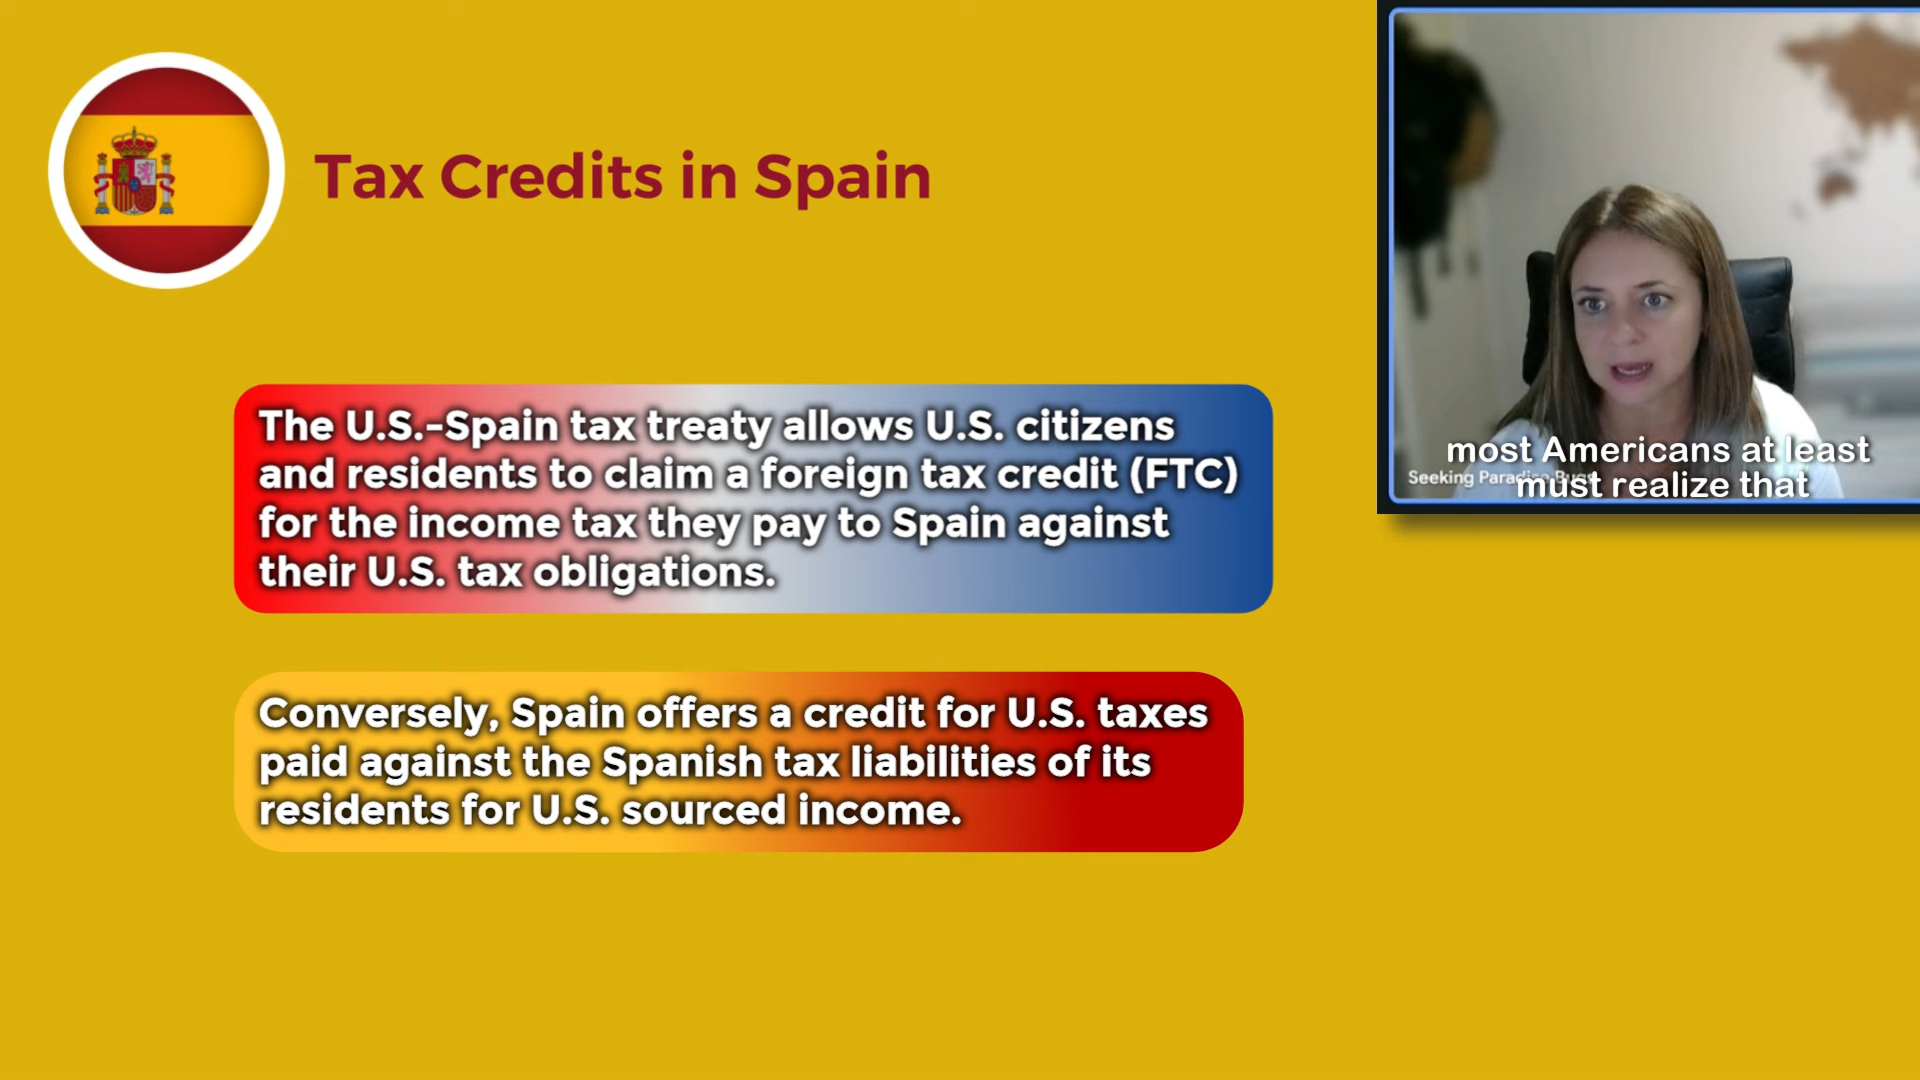 Tax Credits in Spain
The U.S.-Spain tax treaty allows U.S. citizens
and residents to claim a foreign tax credit (FTC)
for the income tax they pay to Spain against
their U.S. tax obligations.
Conversely, Spain offers a credit for U.S. taxes
paid against the Spanish tax liabilities of its
residents for U.S. sourced income.
most Americans at least
must realize that
Seeking Paradise Bugs